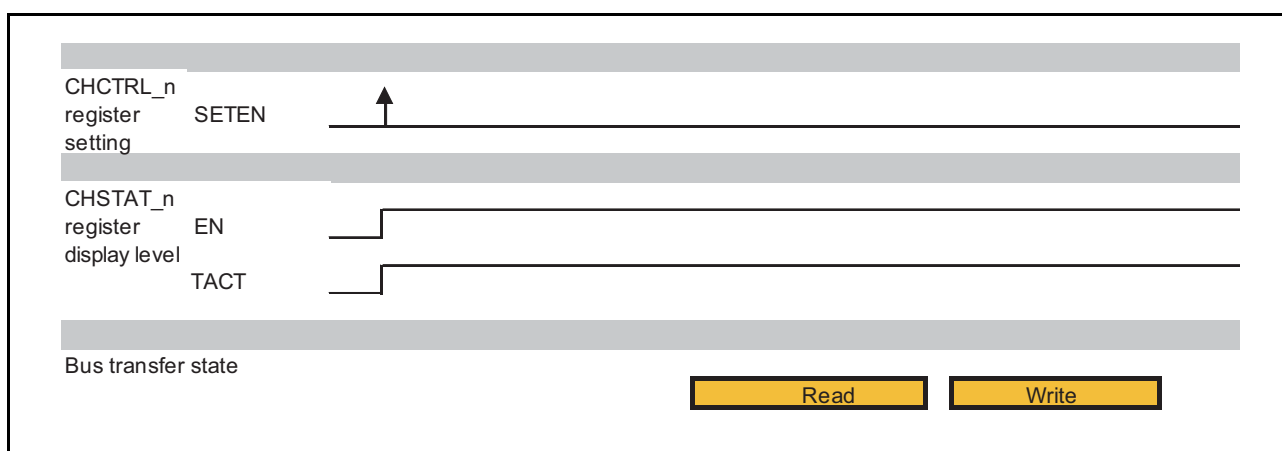 CHCTRL_n
register SETEN
setting
CHSTAT_n
register EN
display level
TACT
Bus transfer state
Read Write